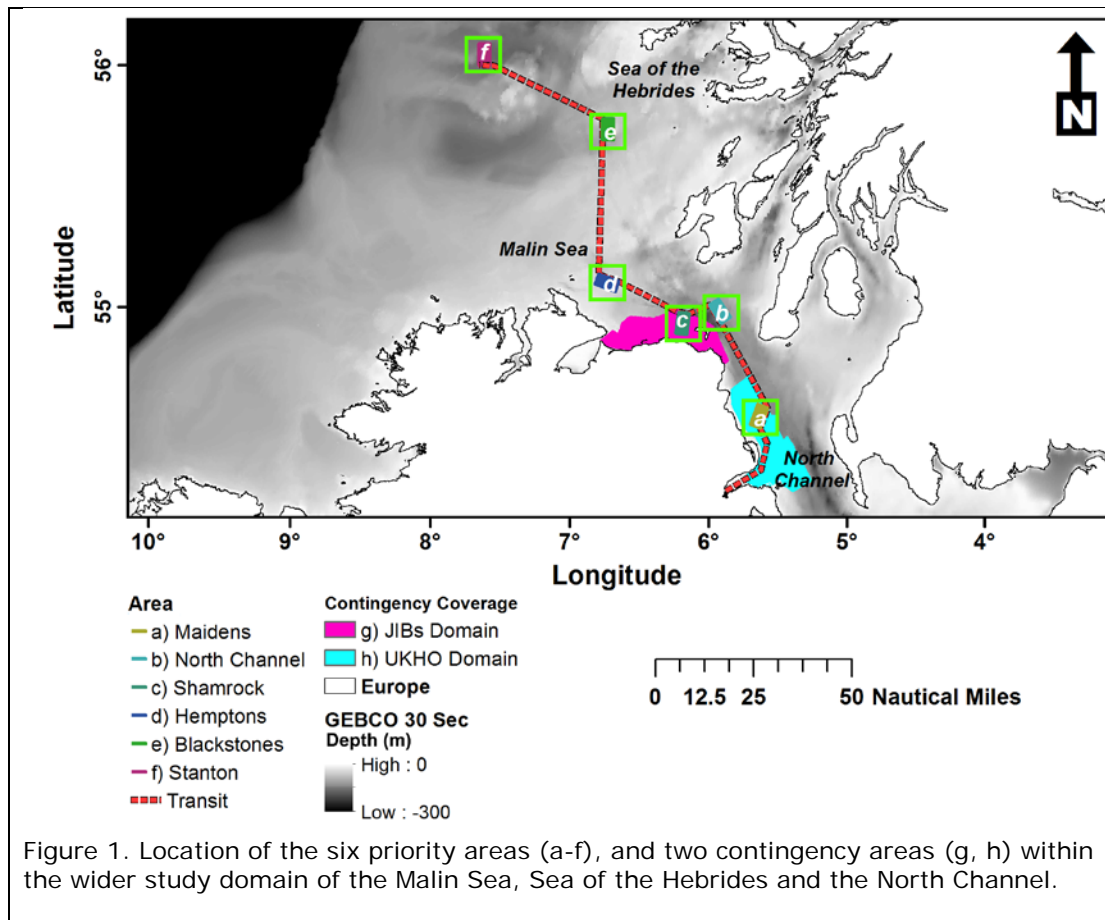 f
Sea of the
Hebrides
N
e
56°
Malin Sea
d
55°
c
b
a
North
Channel
Latitude
10°
9°
8°
7°
6°
5°
4°
Longitude
Area
a) Maidens
b) North Channel
c) Shamrock
d) Hemptons
e) Blackstones
f) Stanton
Transit
Contingency Coverage
g) JIBs Domain
h) UKHO Domain
Europe
GEBCO 30 Sec
Depth (m)
High : 0
Low : -300
0 12.5 25 50 Nautical Miles
Figure 1. Location of the six priority areas (a-f), and two contingency areas (g, h) within
the wider study domain of the Malin Sea, Sea of the Hebrides and the North Channel.